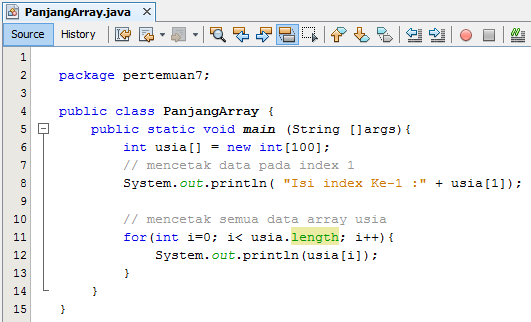 PanjangArray.java ×
Source History
1
2 package pertemuan7;
3
4 public class PanjangArray {
5 public static void main (String []args){
6 int usia[] = new int[100];
7 // mencetak data pada index 1
8 System.out.println( "Isi index Ke-1 :" + usia[1]);
9
10 // mencetak semua data array usia
11 for(int i=0; i< usia.length; i++){
12 System.out.println(usia[i]);
13 }
14 }
15 }